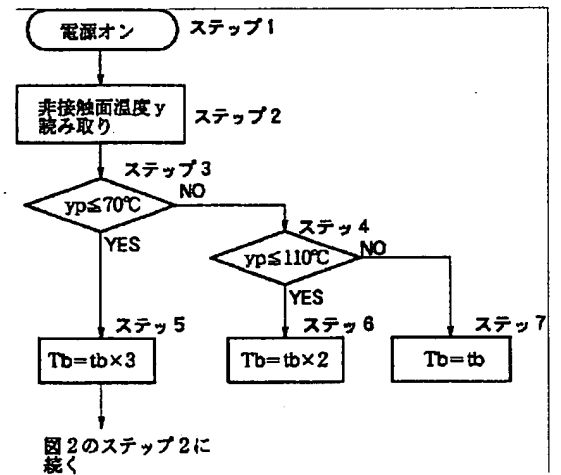 電源オン
ステップ1
非接触面温度y
読み取り
ステップ2
ステップ3
yp≦70℃
NO
YES
ステッ4
yp≦110℃
NO
YES
ステッ5
Tb=tb×3
ステッ6
Tb=tb×2
ステッ7
Tb=tb
図2のステップ2に
続く